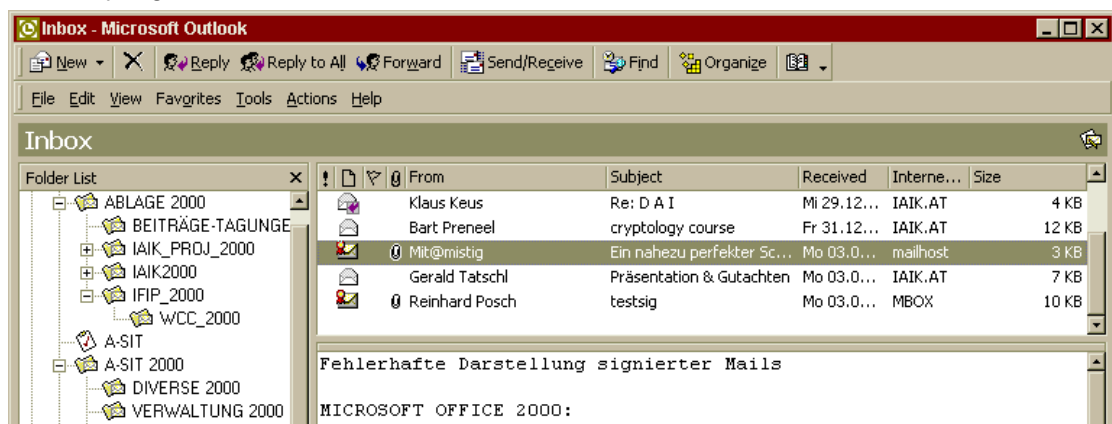 Inbox - Microsoft Outlook
New Reply Reply to All Forward Send/Receive Find Organize
File Edit View Favorites Tools Actions Help
Inbox
Folder List
ABLAGE 2000
BEITRÄGE-TAGUNGE
IAIK_PROJ_2000
IAIK2000
IFIP_2000
WCC_2000
A-SIT
A-SIT 2000
DIVERSE 2000
VERWALTUNG 2000
! From Subject Received Interne... Size
Klaus Keus Re: D A I Mi 29.12... IAIK.AT 4 KB
Bart Preneel cryptology course Fr 31.12... IAIK.AT 12 KB
Mit@mistig Ein nahezu perfekter Sc... Mo 03.0... mailhost 3 KB
Gerald Tatschl Präsentation & Gutachten Mo 03.0... IAIK.AT 7 KB
Reinhard Posch testsig Mo 03.0... MBOX 10 KB
Fehlerhafte Darstellung signierter Mails
MICROSOFT OFFICE 2000: